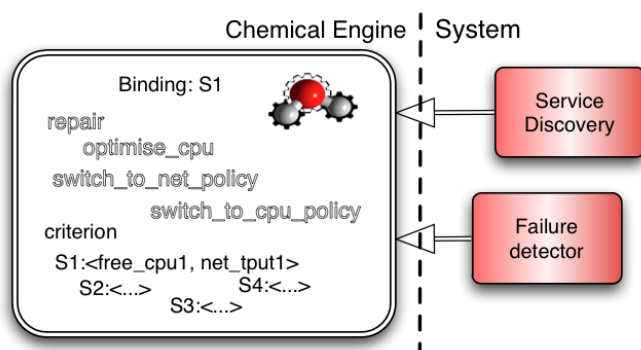 Chemical Engine
System
Binding: S1
repair
optimise_cpu
switch_to_net_policy
switch_to_cpu_policy
criterion
S1:<free_cpu1, net_tput1>
S2:<...>
S4:<...>
S3:<...>
Service
Discovery
Failure
detector